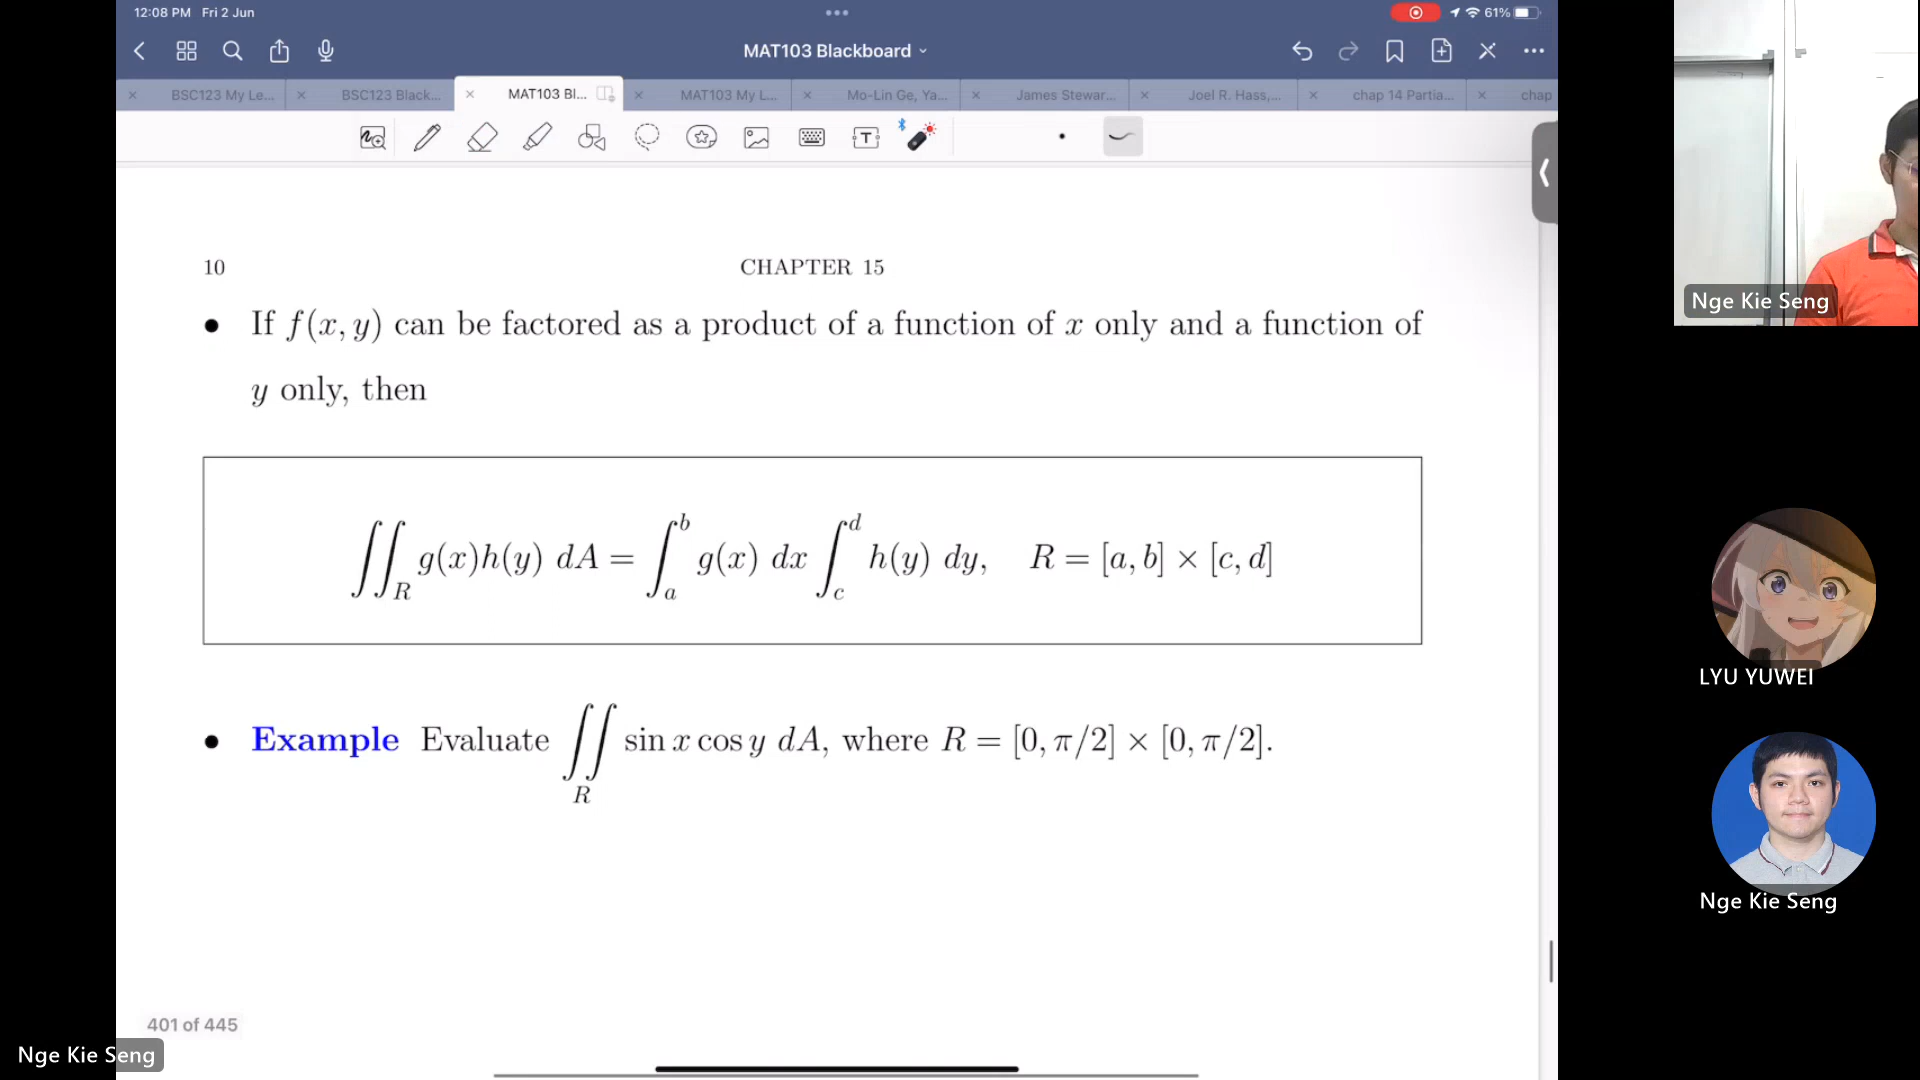 12:08 PM Fri 2 Jun
61%
MAT103 Blackboard
BSC123 My Le...
BSC123 Black...
MAT103 Bl...
MAT103 My L...
Mo-Lin Ge, Ya...
James Stewar...
Joel R. Hass,...
chap 14 Partia...
chap
10 CHAPTER 15
• If f(x, y) can be factored as a product of a function of x only and a function of
y only, then
∬_R g(x)h(y) dA = ∫_a^b g(x) dx ∫_c^d h(y) dy, R = [a, b] × [c, d]
• Example Evaluate ∬_R sin x cos y dA, where R = [0, π/2] × [0, π/2].
401 of 445
Nge Kie Seng
Nge Kie Seng
LYU YUWEI
Nge Kie Seng